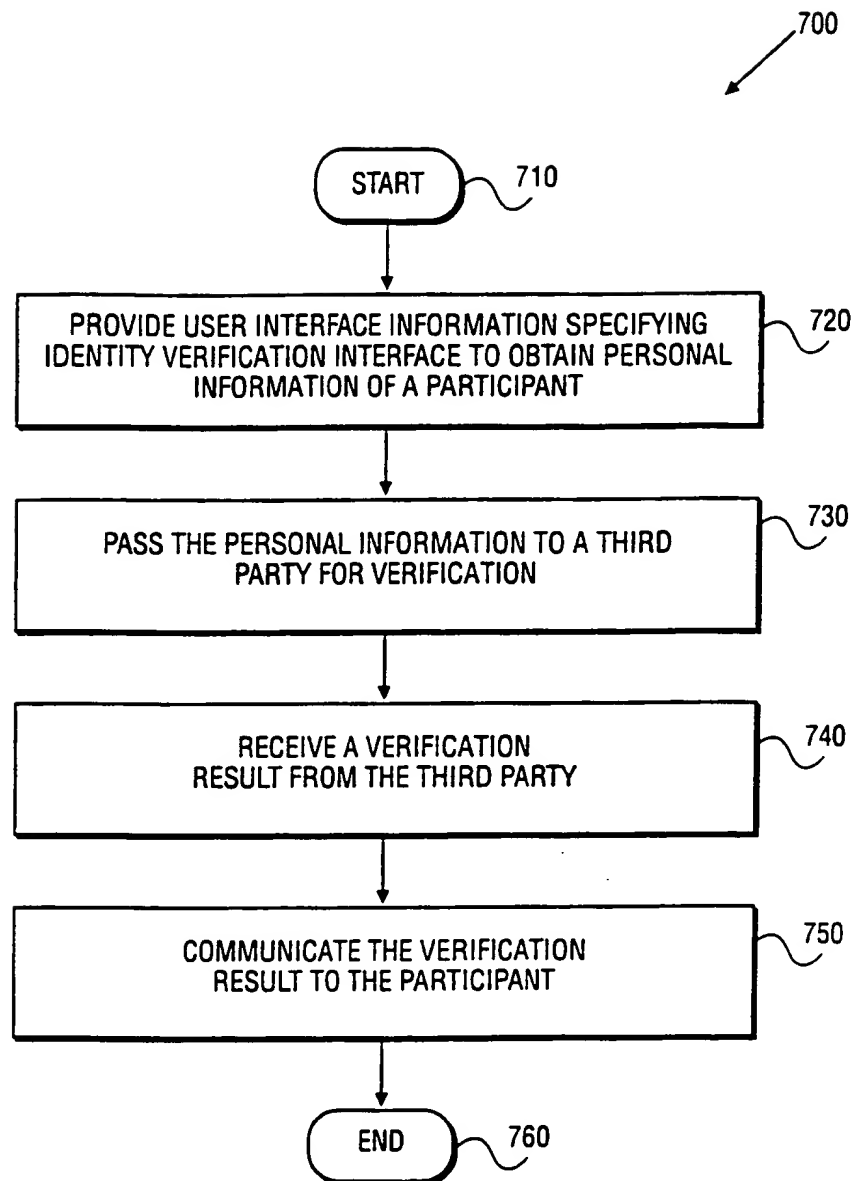 700
START
710
PROVIDE USER INTERFACE INFORMATION SPECIFYING
IDENTITY VERIFICATION INTERFACE TO OBTAIN PERSONAL
INFORMATION OF A PARTICIPANT
720
PASS THE PERSONAL INFORMATION TO A THIRD
PARTY FOR VERIFICATION
730
RECEIVE A VERIFICATION
RESULT FROM THE THIRD PARTY
740
COMMUNICATE THE VERIFICATION
RESULT TO THE PARTICIPANT
750
END
760